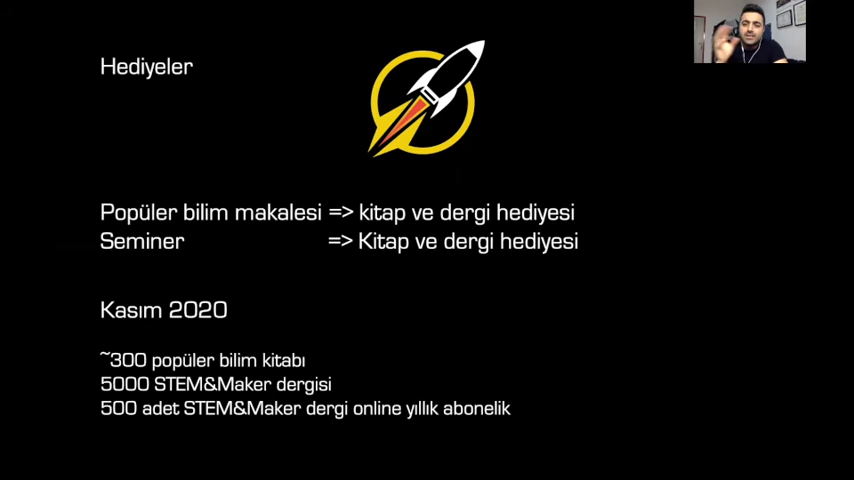 Hediyeler
Popüler bilim makalesi => kitap ve dergi hediyesi
Seminer => Kitap ve dergi hediyesi
Kasım 2020
~300 popüler bilim kitabı
5000 STEM&Maker dergisi
500 adet STEM&Maker dergi online yıllık abonelik